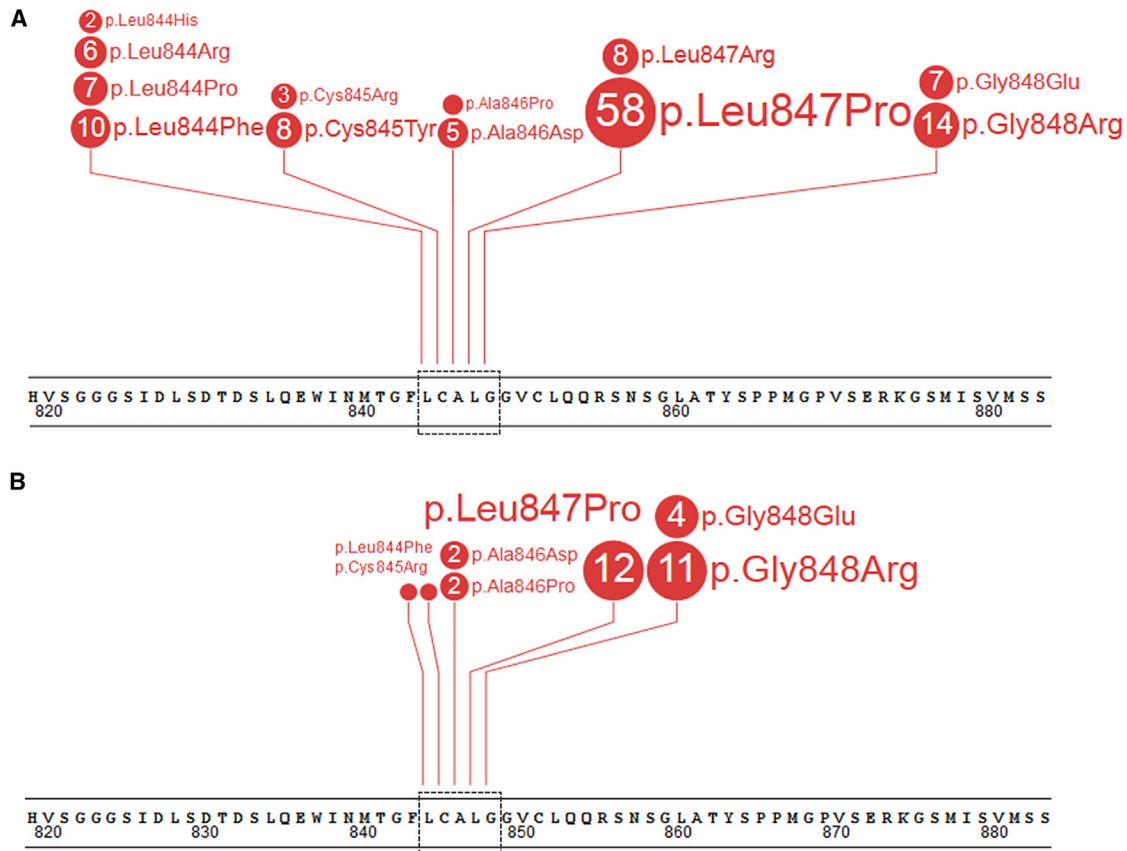 A
2 p.Leu844His
6 p.Leu844Arg
7 p.Leu844Pro
10 p.Leu844Phe
3 p.Cys845Arg
8 p.Cys845Tyr
p.Ala846Pro
5 p.Ala846Asp
8 p.Leu847Arg
58 p.Leu847Pro
7 p.Gly848Glu
14 p.Gly848Arg
H V S G G G S I D L S D T D S L Q E W I N M T G F L C A L G G V C L Q Q R S N S G L A T Y S P P M G P V S E R K G S M I S V M S S
820 840 860 880
B
p.Leu847Pro
12
4 p.Gly848Glu
11 p.Gly848Arg
p.Leu844Phe
p.Cys845Arg
2 p.Ala846Asp
2 p.Ala846Pro
H V S G G G S I D L S D T D S L Q E W I N M T G F L C A L G G V C L Q Q R S N S G L A T Y S P P M G P V S E R K G S M I S V M S S
820 830 840 850 860 870 880